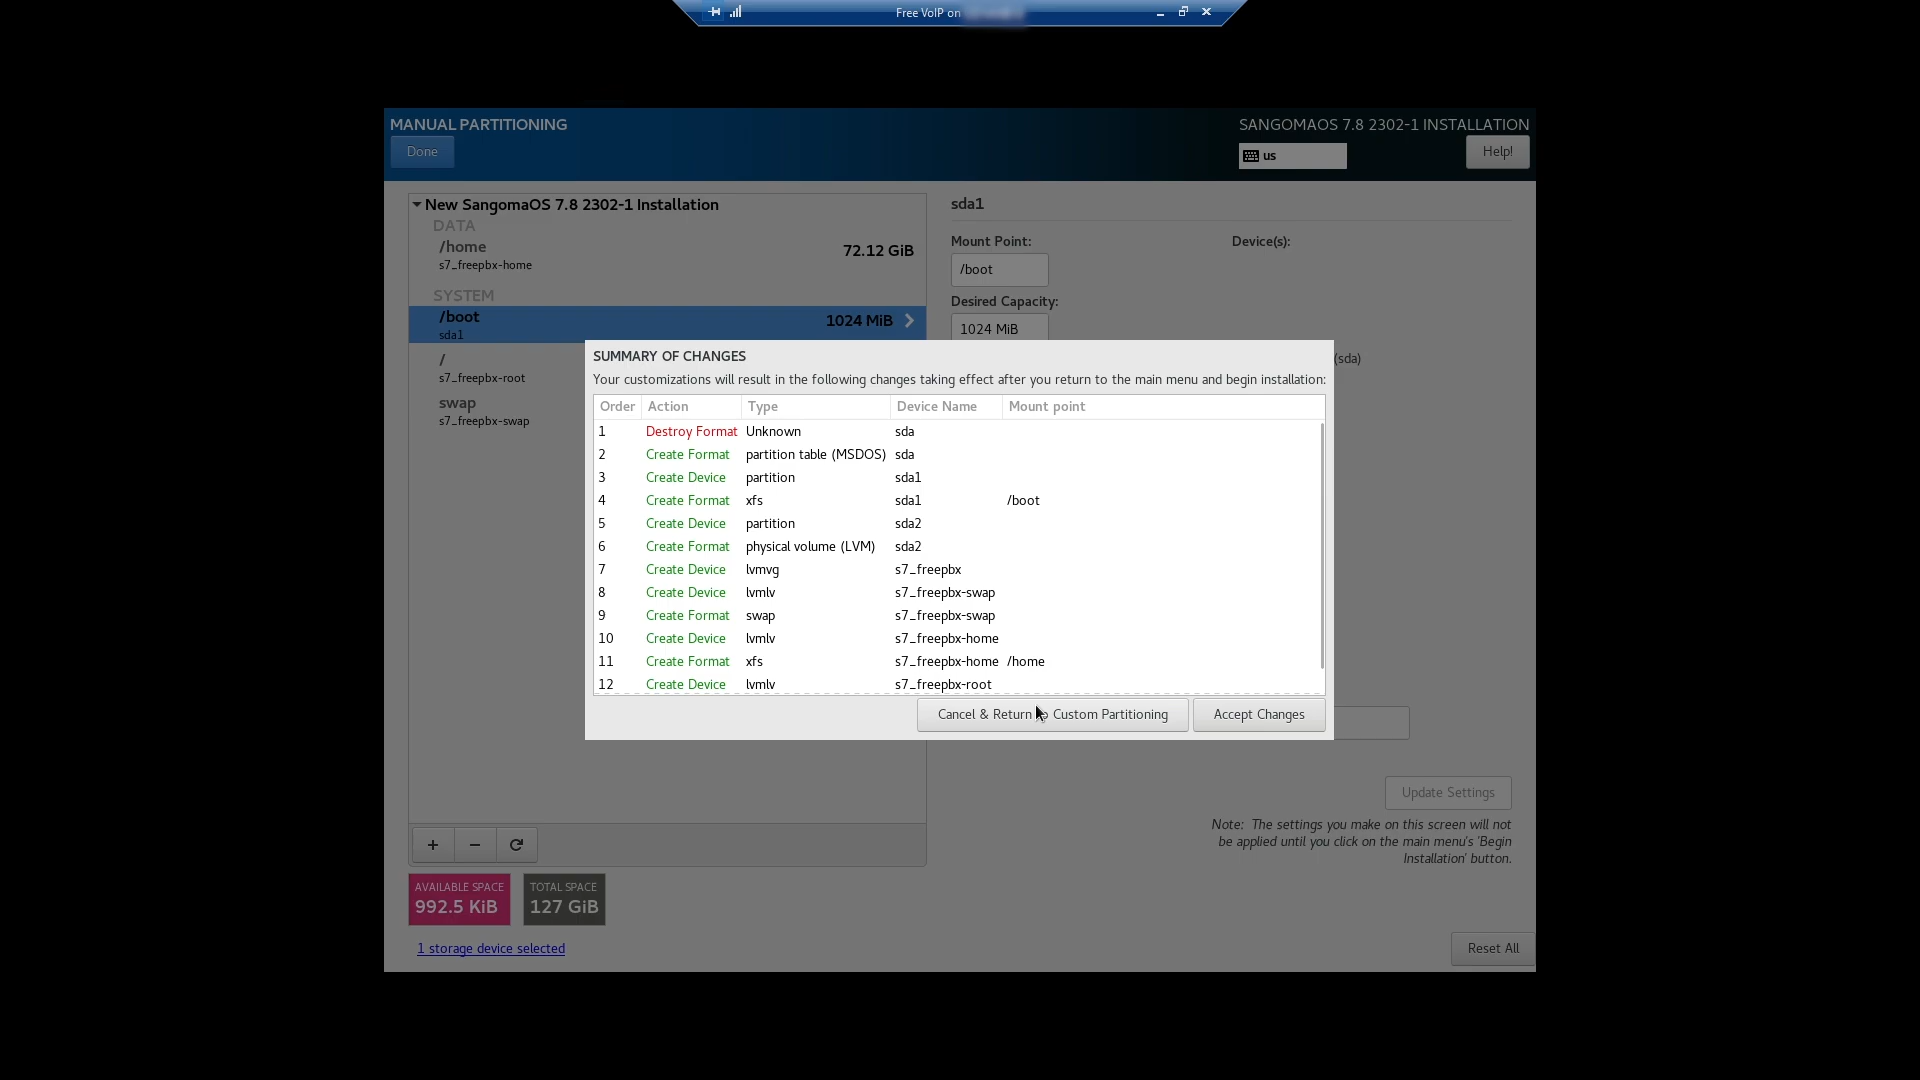 Free VoIP on
MANUAL PARTITIONING
Done
SANGOMAOS 7.8 2302-1 INSTALLATION
us
Help!
New SangomaOS 7.8 2302-1 Installation
DATA
/home
72.12 GiB
s7_freepbx-home
SYSTEM
/boot
1024 MiB
sda1
/
s7_freepbx-root
swap
s7_freepbx-swap
sda1
Mount Point:
Device(s):
/boot
Desired Capacity:
1024 MiB
(sda)
SUMMARY OF CHANGES
Your customizations will result in the following changes taking effect after you return to the main menu and begin installation:
Order Action Type Device Name Mount point
1 Destroy Format Unknown sda
2 Create Format partition table (MSDOS) sda
3 Create Device partition sda1
4 Create Format xfs sda1 /boot
5 Create Device partition sda2
6 Create Format physical volume (LVM) sda2
7 Create Device lvmvg s7_freepbx
8 Create Device lvmlv s7_freepbx-swap
9 Create Format swap s7_freepbx-swap
10 Create Device lvmlv s7_freepbx-home
11 Create Format xfs s7_freepbx-home /home
12 Create Device lvmlv s7_freepbx-root
Cancel & Return Custom Partitioning
Accept Changes
Update Settings
Note: The settings you make on this screen will not
be applied until you click on the main menu's 'Begin
Installation' button.
+ −
AVAILABLE SPACE
992.5 KiB
TOTAL SPACE
127 GiB
1 storage device selected
Reset All